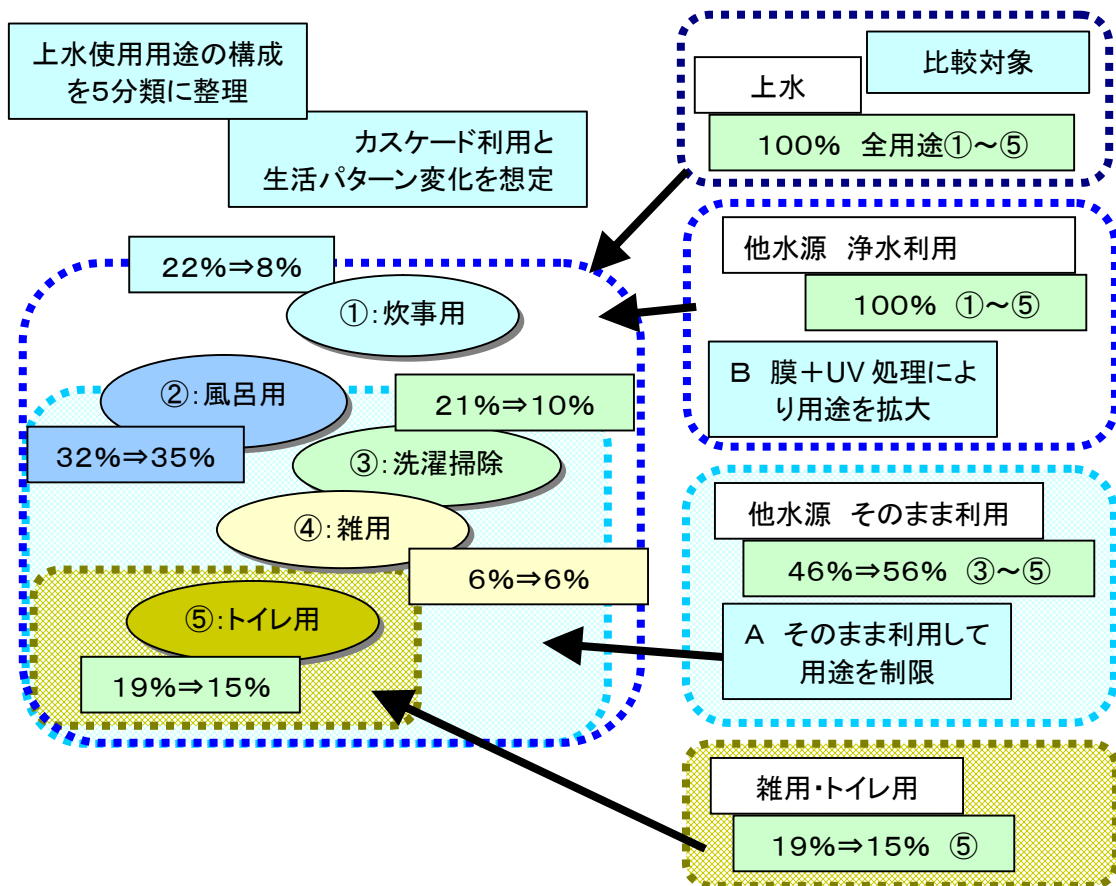 上水使用用途の構成
を5分類に整理
カスケード利用と
生活パターン変化を想定
22%⇒8%
①:炊事用
②:風呂用
32%⇒35%
21%⇒10%
③:洗濯掃除
④:雑用
6%⇒6%
⑤:トイレ用
19%⇒15%
比較対象
上水
100% 全用途①～⑤
他水源 浄水利用
100% ①～⑤
B 膜+UV 処理によ
り用途を拡大
他水源 そのまま利用
46%⇒56% ③～⑤
A そのまま利用して
用途を制限
雑用・トイレ用
19%⇒15% ⑤